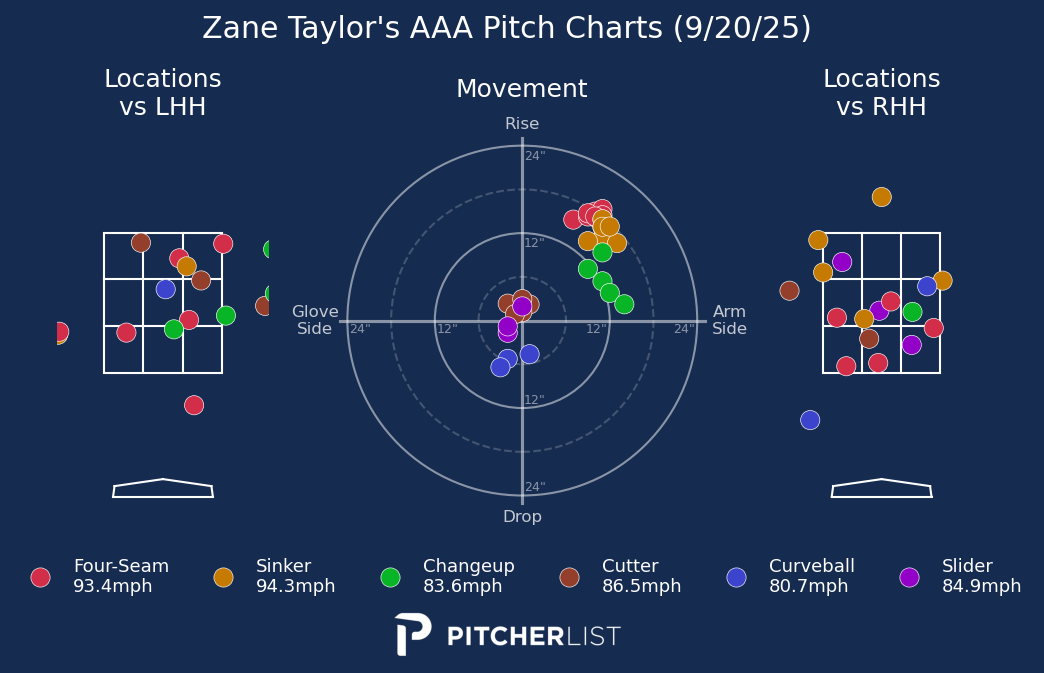 Zane Taylor's AAA Pitch Charts (9/20/25)
Locations
vs LHH
Movement
Locations
vs RHH
Rise
24"
12"
Glove
Side
24"
12"
12"
24"
Arm
Side
12"
24"
Drop
Four-Seam
93.4mph
Sinker
94.3mph
Changeup
83.6mph
Cutter
86.5mph
Curveball
80.7mph
Slider
84.9mph
PITCHERLIST